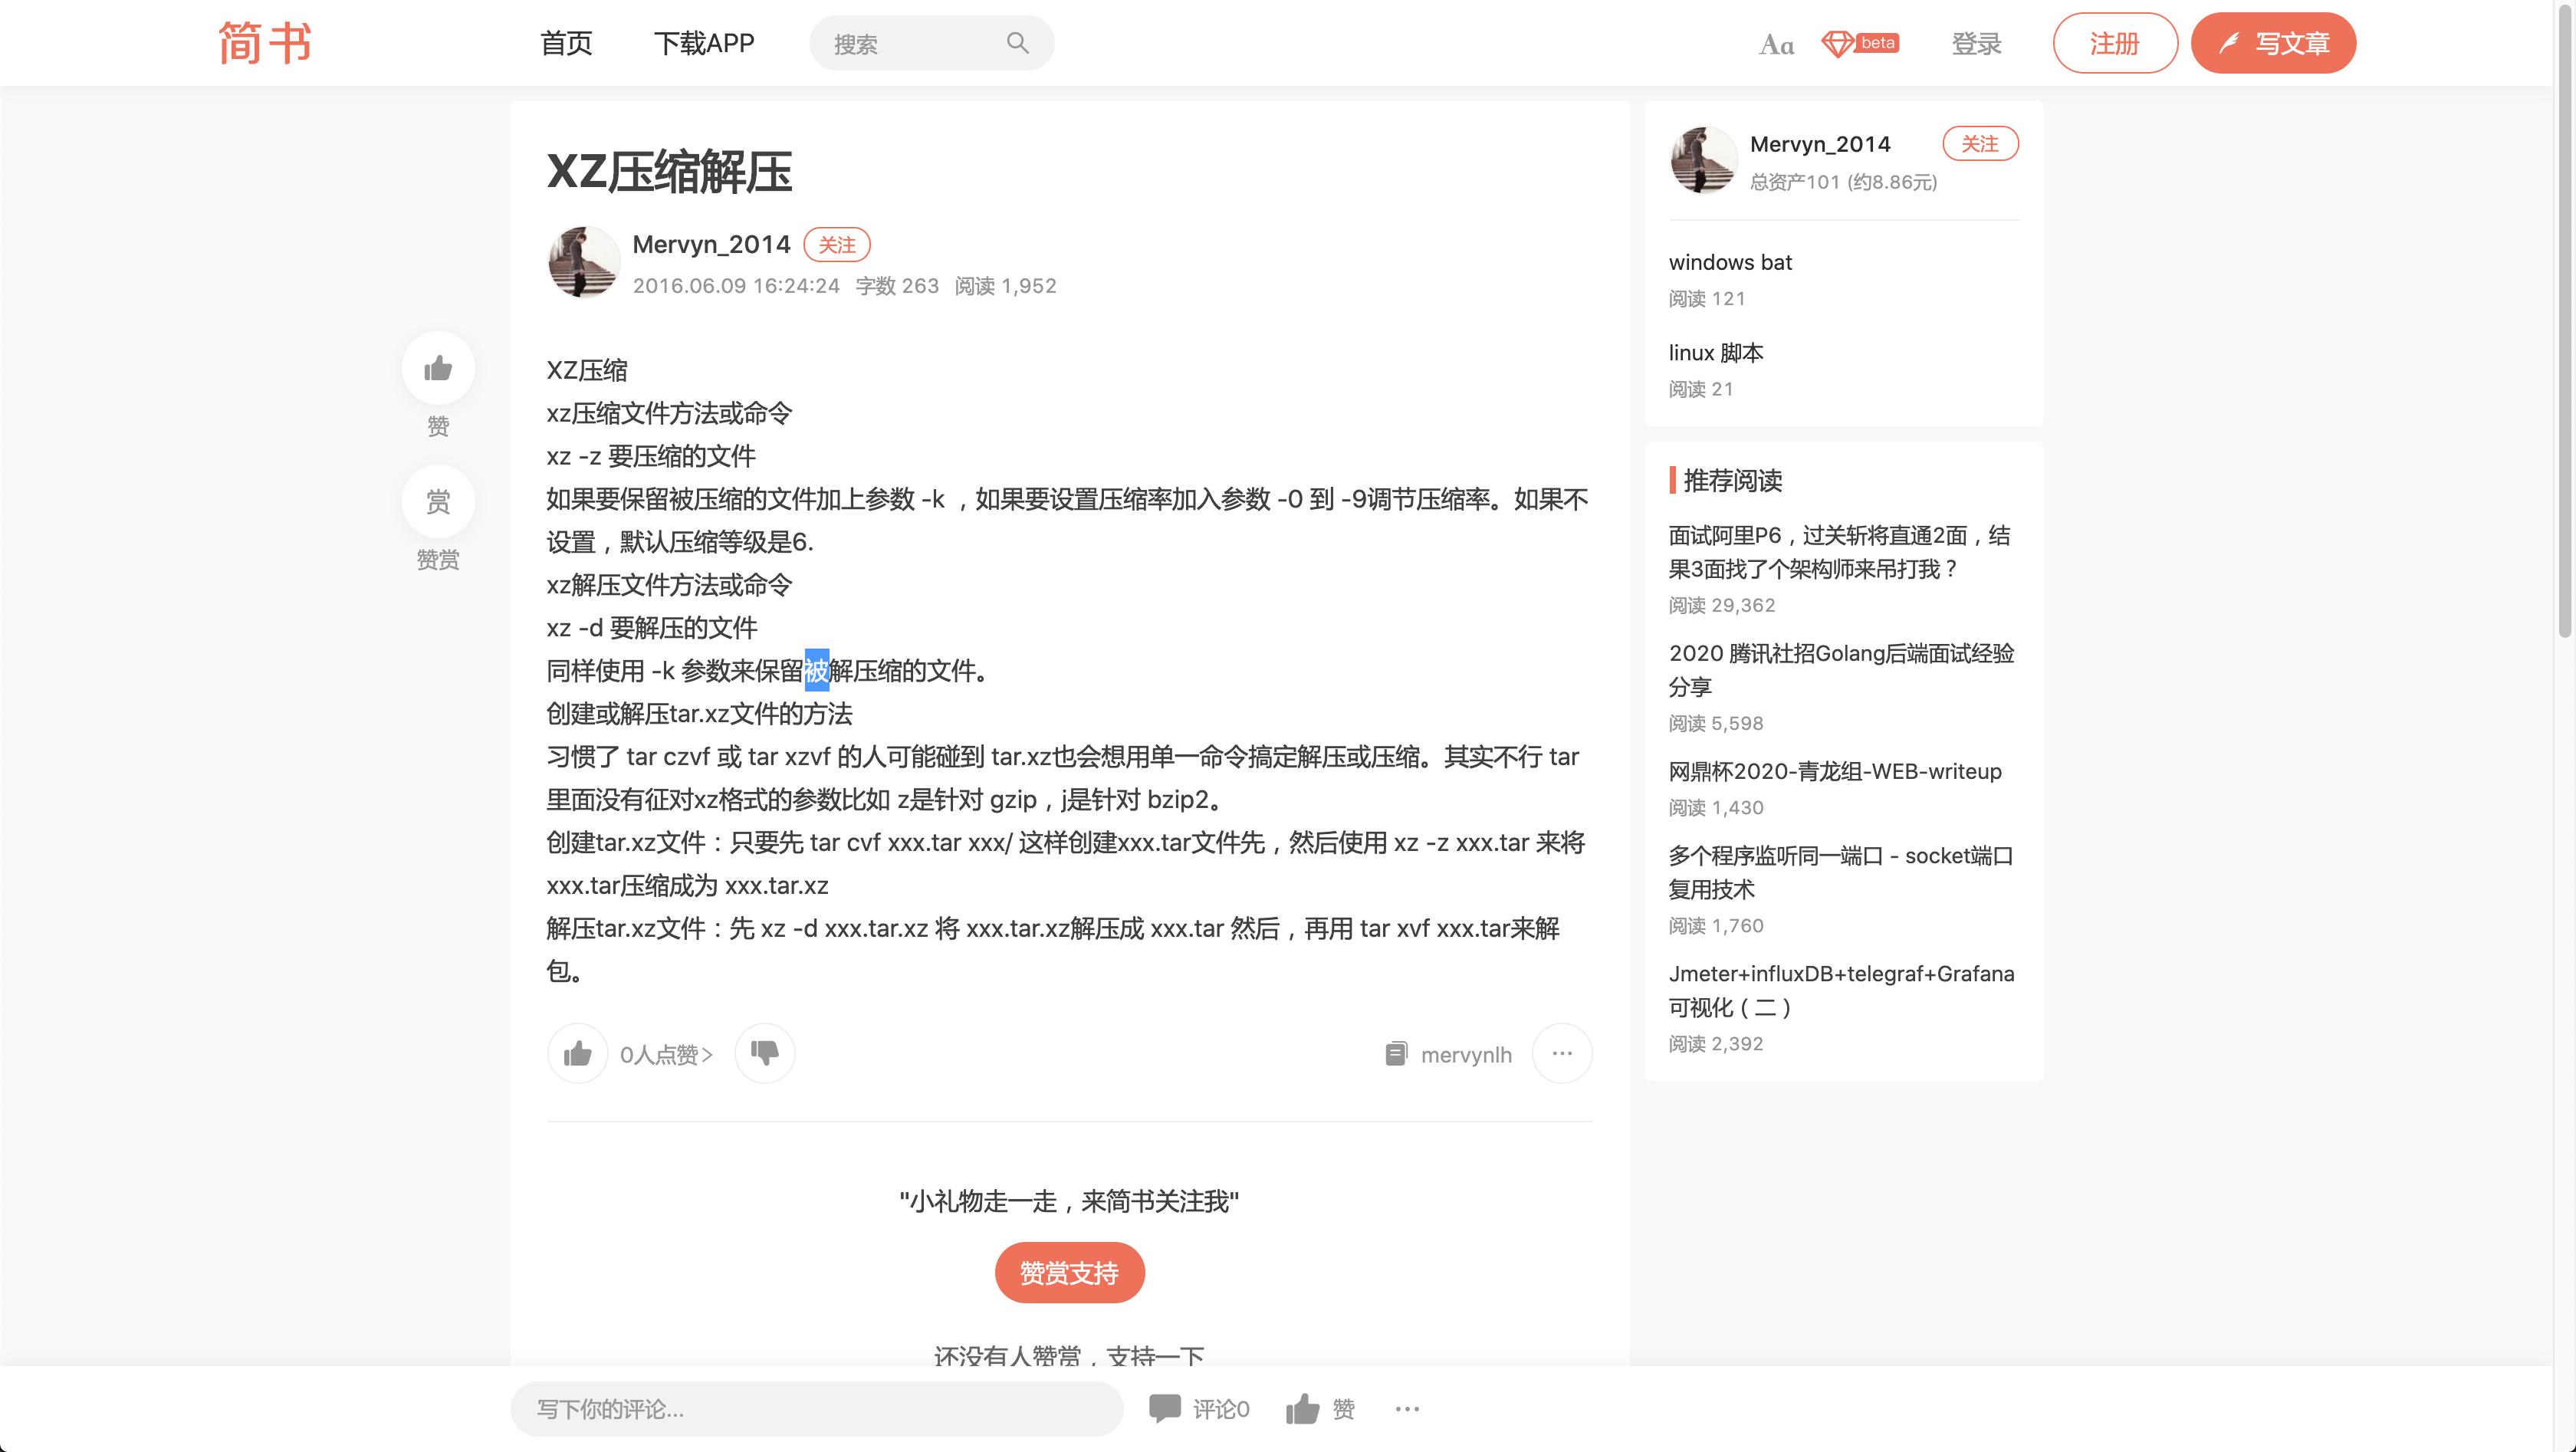 简书
首页
下载APP
搜索
Aa
beta
登录
注册
写文章
XZ压缩解压
Mervyn_2014 关注
2016.06.09 16:24:24 字数 263 阅读 1,952
赞
赏
赞赏
XZ压缩
xz压缩文件方法或命令
xz -z 要压缩的文件
如果要保留被压缩的文件加上参数 -k ，如果要设置压缩率加入参数 -0 到 -9调节压缩率。如果不
设置，默认压缩等级是6.
xz解压文件方法或命令
xz -d 要解压的文件
同样使用 -k 参数来保留被解压缩的文件。
创建或解压tar.xz文件的方法
习惯了 tar czvf 或 tar xzvf 的人可能碰到 tar.xz也会想用单一命令搞定解压或压缩。其实不行 tar
里面没有征对xz格式的参数比如 z是针对 gzip，j是针对 bzip2。
创建tar.xz文件：只要先 tar cvf xxx.tar xxx/ 这样创建xxx.tar文件先，然后使用 xz -z xxx.tar 来将
xxx.tar压缩成为 xxx.tar.xz
解压tar.xz文件：先 xz -d xxx.tar.xz 将 xxx.tar.xz解压成 xxx.tar 然后，再用 tar xvf xxx.tar来解
包。
0人点赞>
mervynlh
...
"小礼物走一走，来简书关注我"
赞赏支持
还没有人赞赏，支持一下
Mervyn_2014
关注
总资产101 (约8.86元)
windows bat
阅读 121
linux 脚本
阅读 21
推荐阅读
面试阿里P6，过关斩将直通2面，结
果3面找了个架构师来吊打我？
阅读 29,362
2020 腾讯社招Golang后端面试经验
分享
阅读 5,598
网鼎杯2020-青龙组-WEB-writeup
阅读 1,430
多个程序监听同一端口 - socket端口
复用技术
阅读 1,760
Jmeter+influxDB+telegraf+Grafana
可视化（二）
阅读 2,392
写下你的评论...
评论0
赞
...